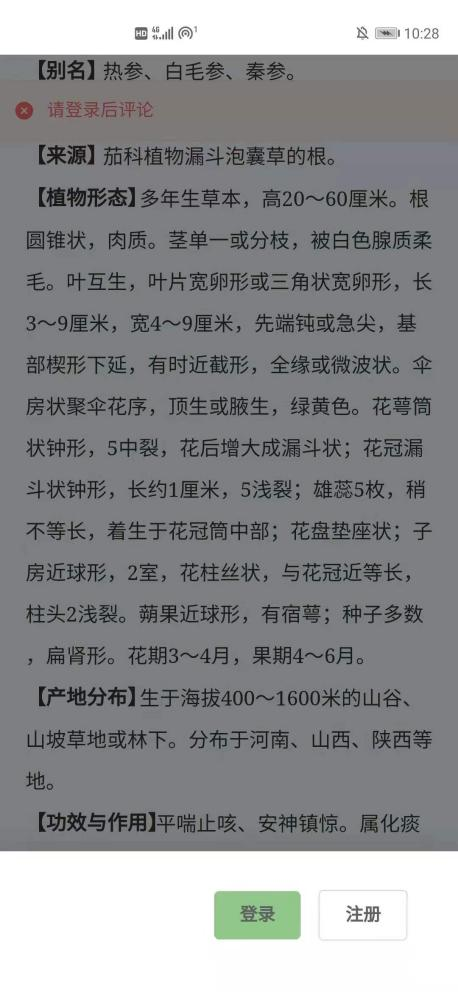 HD 4G 1 10:28
【别名】热参、白毛参、秦参。
请登录后评论
【来源】茄科植物漏斗泡囊草的根。
【植物形态】多年生草本，高20～60厘米。根
圆锥状，肉质。茎单一或分枝，被白色腺质柔
毛。叶互生，叶片宽卵形或三角状宽卵形，长
3～9厘米，宽4～9厘米，先端钝或急尖，基
部楔形下延，有时近截形，全缘或微波状。伞
房状聚伞花序，顶生或腋生，绿黄色。花萼筒
状钟形，5中裂，花后增大成漏斗状；花冠漏
斗状钟形，长约1厘米，5浅裂；雄蕊5枚，稍
不等长，着生于花冠筒中部；花盘垫座状；子
房近球形，2室，花柱丝状，与花冠近等长，
柱头2浅裂。蒴果近球形，有宿萼；种子多数
，扁肾形。花期3～4月，果期4～6月。
【产地分布】生于海拔400～1600米的山谷、
山坡草地或林下。分布于河南、山西、陕西等
地。
【功效与作用】平喘止咳、安神镇惊。属化痰
登录 注册